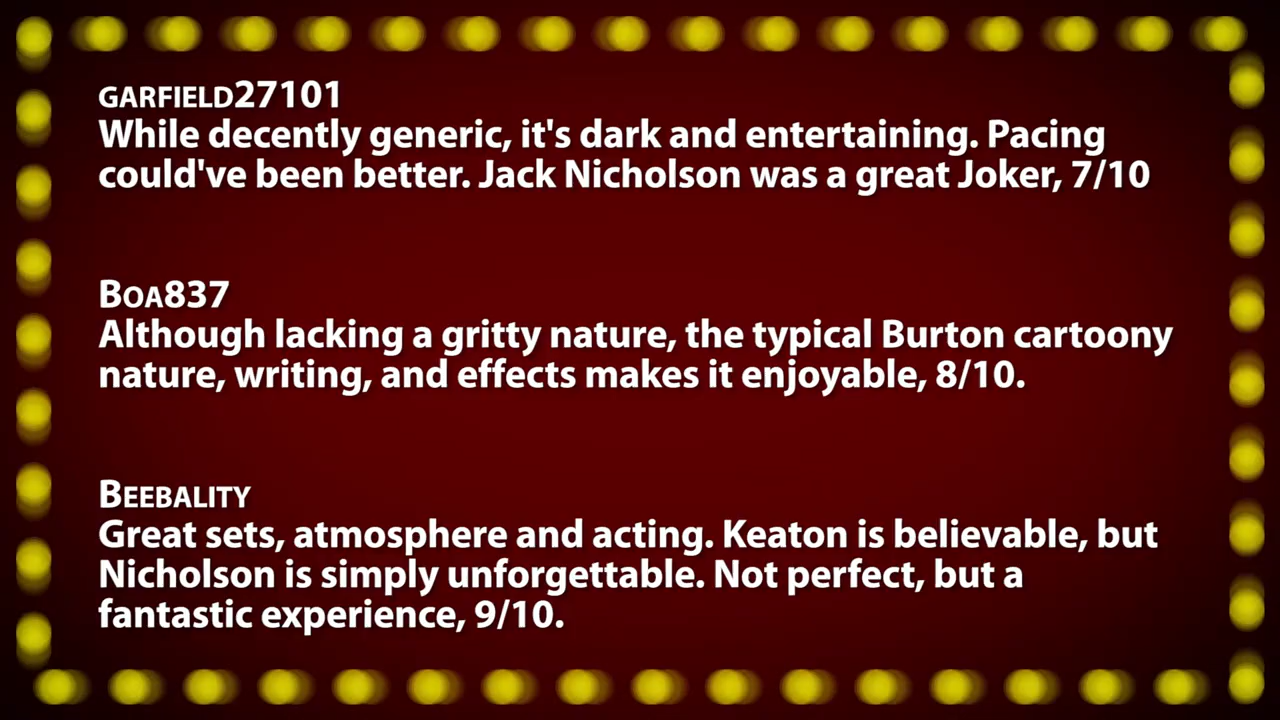 GARFIELD27101
While decently generic, it's dark and entertaining. Pacing
could've been better. Jack Nicholson was a great Joker, 7/10
BOA837
Although lacking a gritty nature, the typical Burton cartoony
nature, writing, and effects makes it enjoyable, 8/10.
BEEBALITY
Great sets, atmosphere and acting. Keaton is believable, but
Nicholson is simply unforgettable. Not perfect, but a
fantastic experience, 9/10.